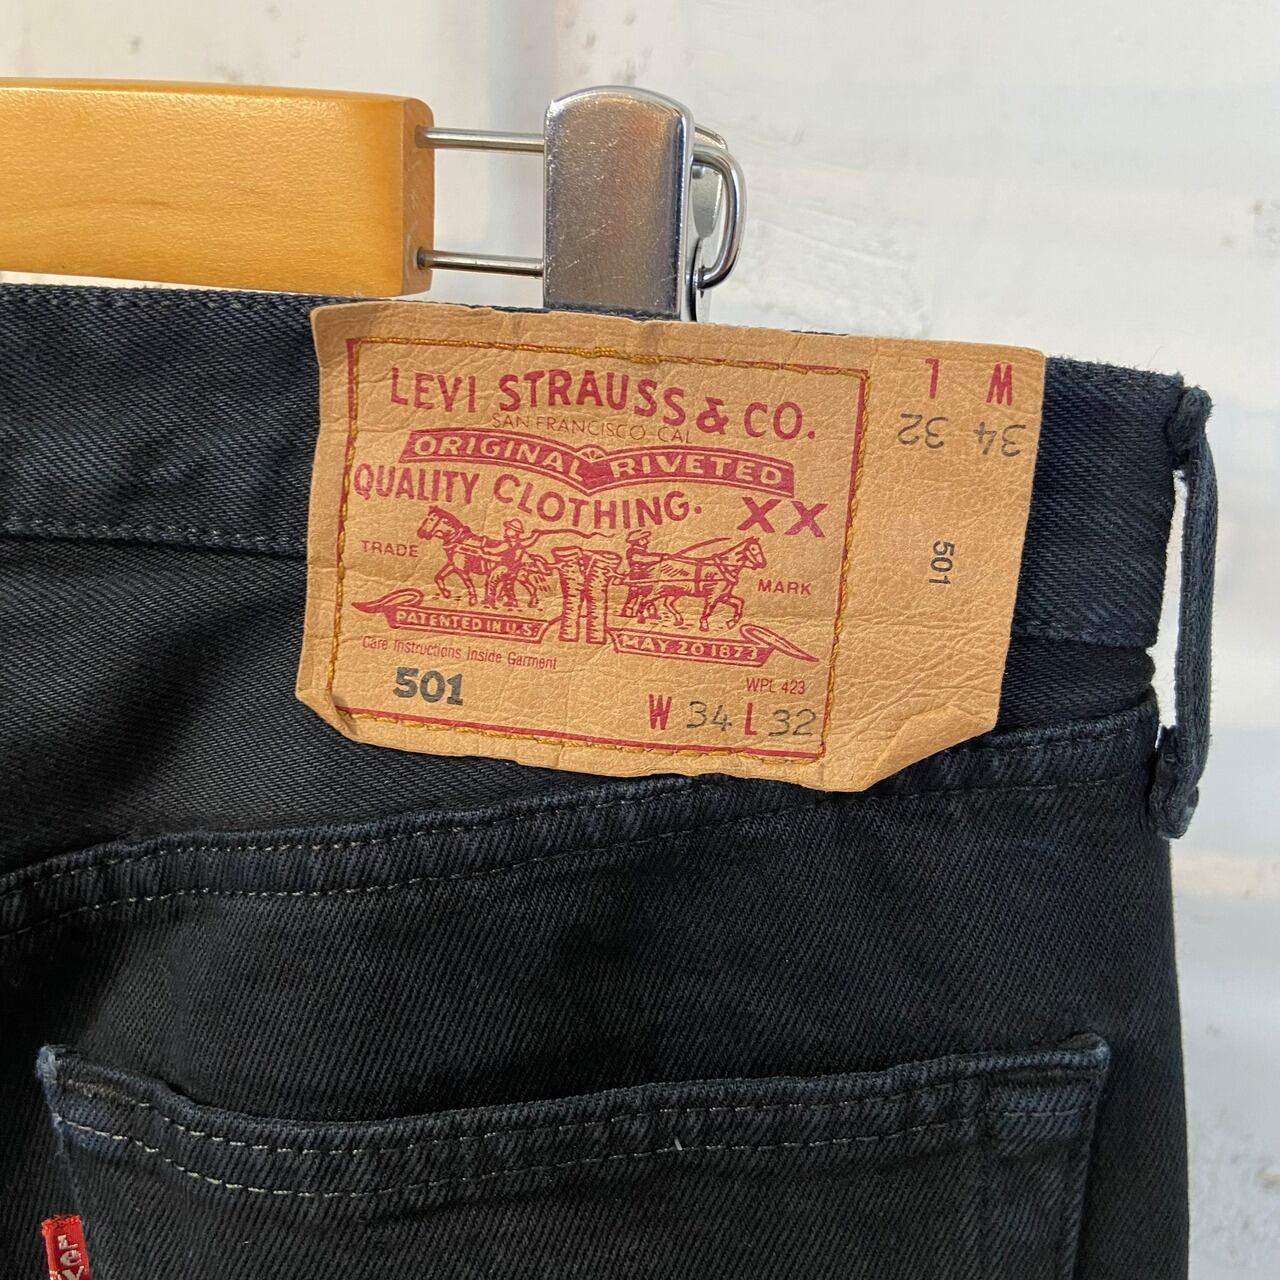 LEVI STRAUSS & CO.
SAN FRANCISCO CAL
ORIGINAL RIVETED
QUALITY CLOTHING. XX
TRADE MARK
PATENTED IN U.S. MAY 20 1873
Care Instructions Inside Garment
WPL 423
501
W 34 L 32
L W
34 32
501
LEV